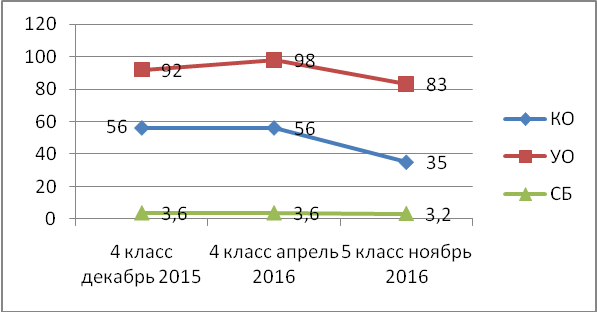 120
100
80
60
40
20
0
92
98
83
56
56
35
3,6
3,6
3,2
4 класс
декабрь 2015
4 класс апрель
2016
5 класс ноябрь
2016
КО
УО
СБ